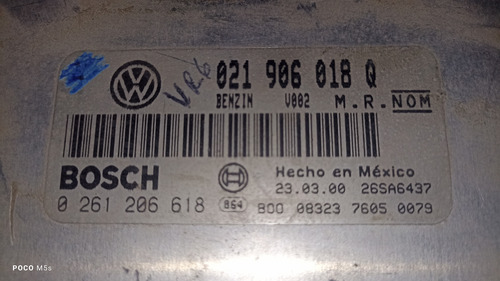 VR6
021 906 018 Q
BENZIN V002 M.R. NOM
BOSCH
Hecho en México
23.03.00 26SA6437
0 261 206 618 864 BOO 08323 7605 0079
POCO M5s